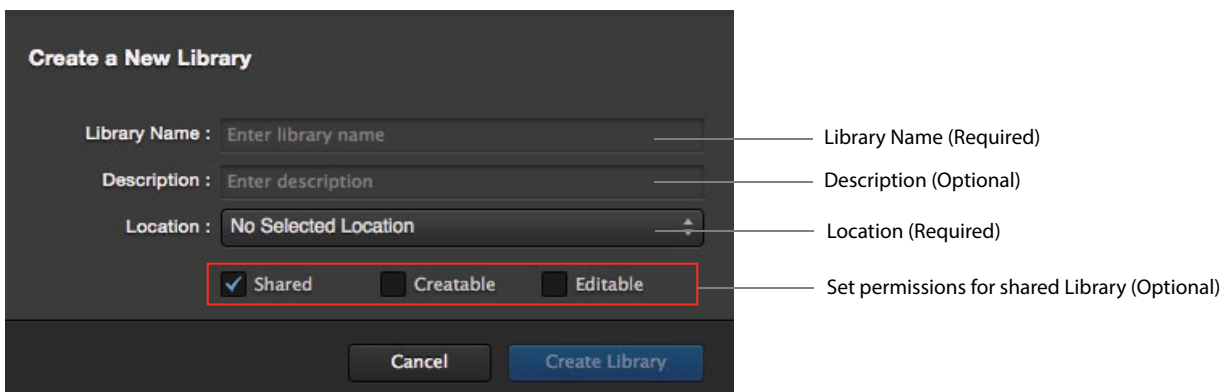 Create a New Library
Library Name : Enter library name
Library Name (Required)
Description : Enter description
Description (Optional)
Location : No Selected Location
Location (Required)
Shared Creatable Editable
Set permissions for shared Library (Optional)
Cancel Create Library